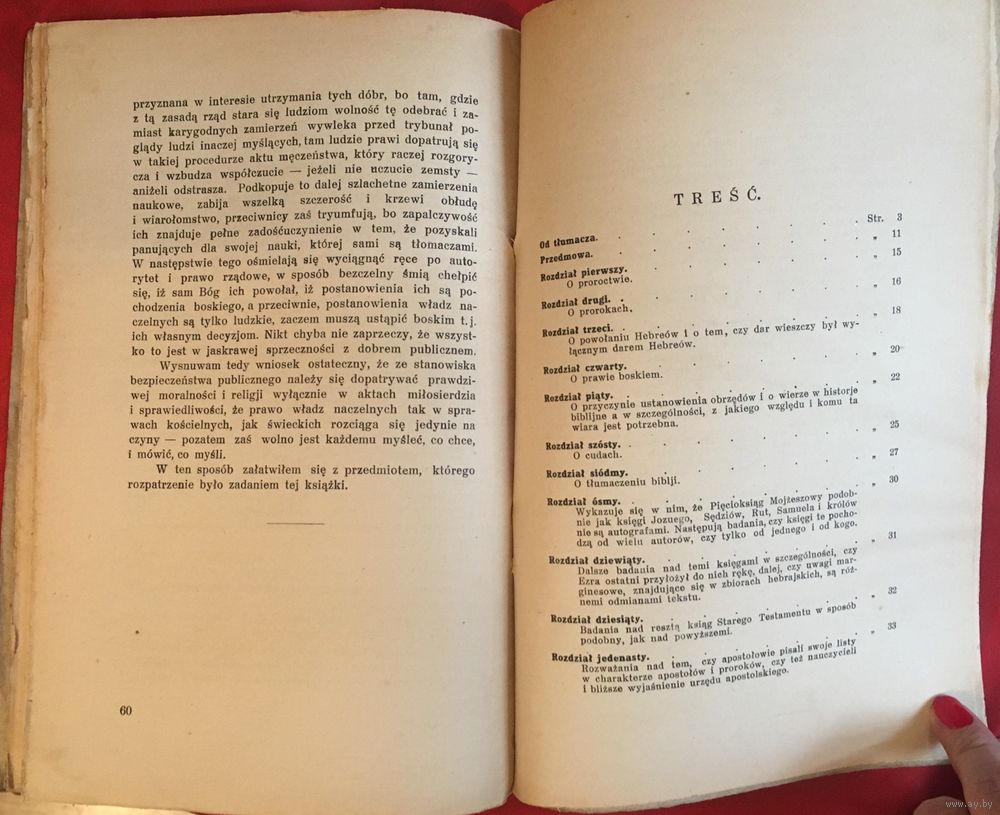 przyznana w interesie utrzymania tych dóbr, bo tam, gdzie
z tą zasadą rząd stara się ludziom wolność tę odebrać i za-
miast karygodnych zamierzeń wywleka przed trybunał po-
glądy ludzi inaczej myślących, tam ludzie prawi dopatrują się
w takiej procedurze aktu męczeństwa, który raczej rozgory-
cza i wzbudza współczucie — jeżeli nie uczucie zemsty —
aniżeli odstrasza. Podkopuje to dalej szlachetne zamierzenia
naukowe, zabija wszelką szczerość i krzewi obłudę
i wiarołomstwo, przeciwnicy zaś tryumfują, bo zapalczywość
ich znajduje pełne zadośćuczynienie w tem, że pozyskali
panujących dla swojej nauki, której sami są tłomaczami.
W następstwie tego ośmielają się wyciągnąć ręce po auto-
rytet i prawo rządowe, w sposób bezczelny śmią chełpić
się, iż sam Bóg ich powołał, iż postanowienia ich są po-
chodzenia boskiego, a przeciwnie, postanowienia władz na-
czelnych są tylko ludzkie, zaczem muszą ustąpić boskim t. j.
ich własnym decyzjom. Nikt chyba nie zaprzeczy, że wszyst-
ko to jest w jaskrawej sprzeczności z dobrem publicznem.
Wysnuwam tedy wniosek ostateczny, że ze stanowiska
bezpieczeństwa publicznego należy się dopatrywać prawdzi-
wej moralności i religji wyłącznie w aktach miłosierdzia
i sprawiedliwości, że prawo władz naczelnych tak w spra-
wach kościelnych, jak świeckich rozciąga się jedynie na
czyny — pozatem zaś wolno jest każdemu myśleć, co chce,
i mówić, co myśli.
W ten sposób załatwiłem się z przedmiotem, którego
rozpatrzenie było zadaniem tej książki.
60
TREŚĆ.
Od tłumacza. . . . . . . . Str. 3
Przedmowa. . . . . . . . „ 11
Rozdział pierwszy. . . . . . . „ 15
O proroctwie.
Rozdział drugi. . . . . . . . „ 16
O prorokach.
Rozdział trzeci. . . . . . . . „ 18
O powołaniu Hebreów i o tem, czy dar wieszczy był wy-
łącznym darem Hebreów.
Rozdział czwarty. . . . . . . „ 20
O prawie boskiem.
Rozdział piąty. . . . . . . . „ 22
O przyczynie ustanowienia obrzędów i o wierze w historje
biblijne a w szczególności, z jakiego względu i komu ta
wiara jest potrzebna.
Rozdział szósty. . . . . . . . „ 25
O cudach.
Rozdział siódmy. . . . . . . „ 27
O tłumaczeniu biblji.
Rozdział ósmy. . . . . . . . „ 30
Wykazuje się w nim, że Pięcioksiąg Mojżeszowy podob-
nie jak księgi Jozuego, Sędziów, Rut, Samuela i królów
nie są autografami. Następują badania, czy księgi te pocho-
dzą od wielu autorów, czy tylko od jednego i od kogo.
Rozdział dziewiąty. . . . . . . „ 31
Dalsze badania nad temi księgami w szczególności, czy
Ezra ostatni przyłożył do nich rękę, dalej, czy uwagi mar-
ginesowe, znajdujące się w zbiorach hebrajskich, są róż-
nemi odmianami tekstu.
Rozdział dziesiąty. . . . . . . „ 32
Badania nad resztą ksiąg Starego Testamentu w sposób
podobny, jak nad powyższemi.
Rozdział jedenasty. . . . . . . „ 33
Rozważania nad tem, czy apostołowie pisali swoje listy
w charakterze apostołów i proroków, czy też nauczycieli
i bliższe wyjaśnienie urzędu apostolskiego.
www.ay.by